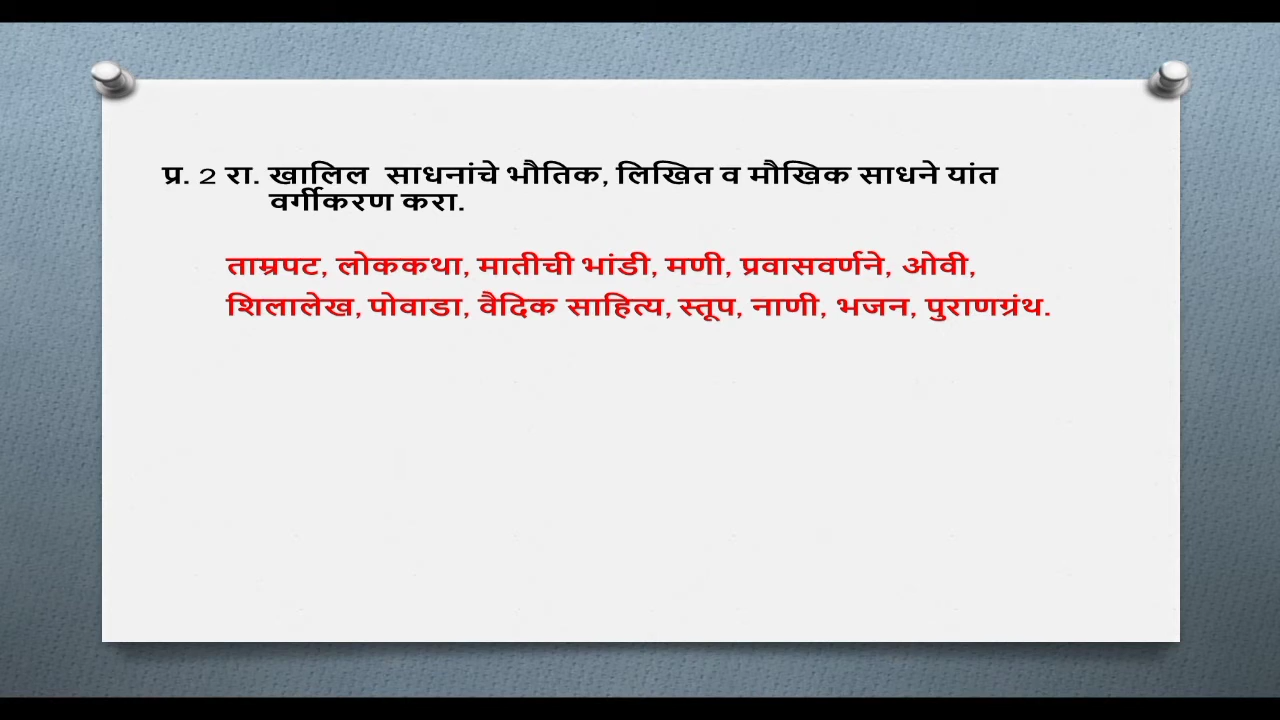 प्र. 2 रा. खालिल साधनांचे भौतिक, लिखित व मौखिक साधने यांत
वर्गीकरण करा.
ताम्रपट, लोककथा, मातीची भांडी, मणी, प्रवासवर्णने, ओवी,
शिलालेख, पोवाडा, वैदिक साहित्य, स्तूप, नाणी, भजन, पुराणग्रंथ.